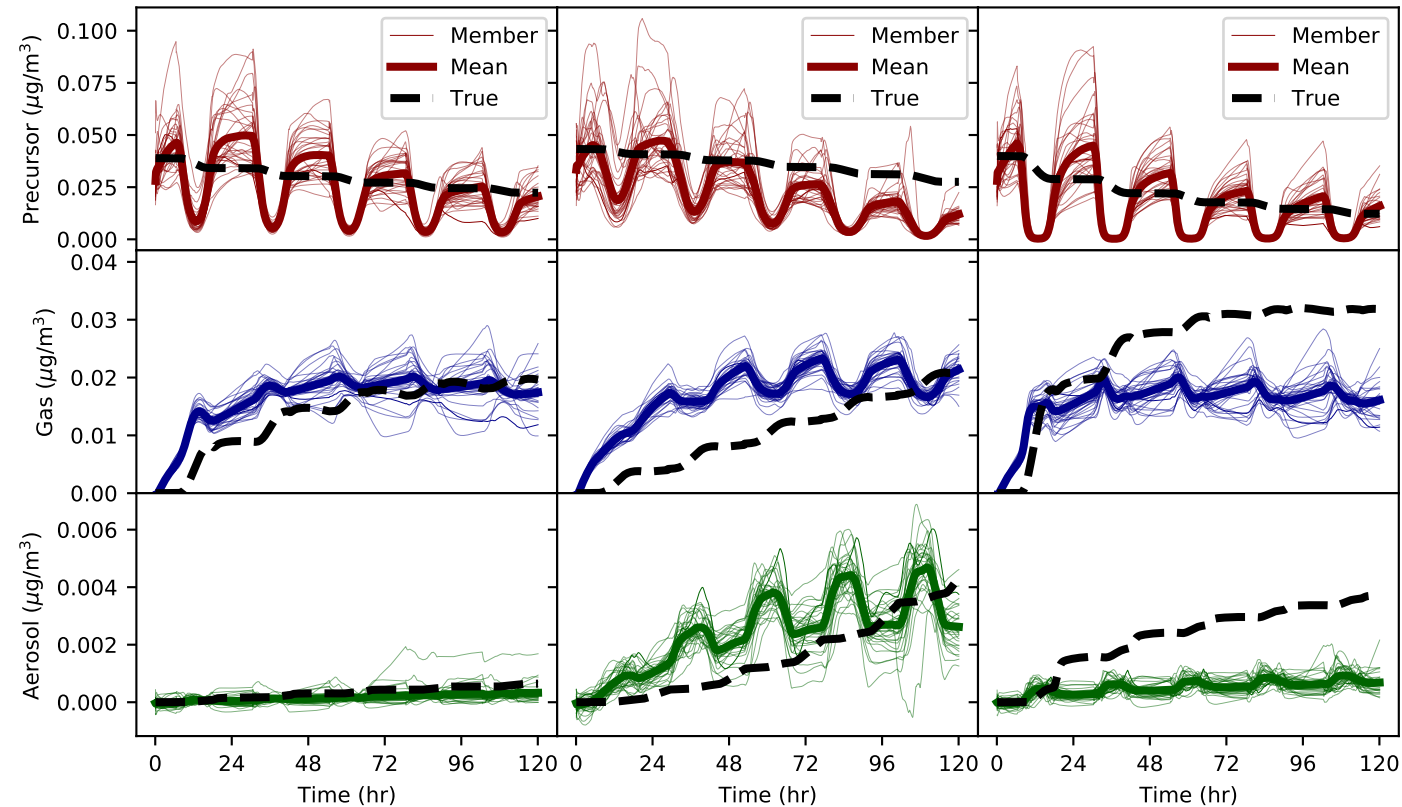 Precursor (μg/m³)
0.100
0.075
0.050
0.025
0.000
Member
Mean
True
Member
Mean
True
Member
Mean
True
Gas (μg/m³)
0.04
0.03
0.02
0.01
0.00
Aerosol (μg/m³)
0.006
0.004
0.002
0.000
0 24 48 72 96 120
0 24 48 72 96 120
0 24 48 72 96 120
Time (hr)
Time (hr)
Time (hr)